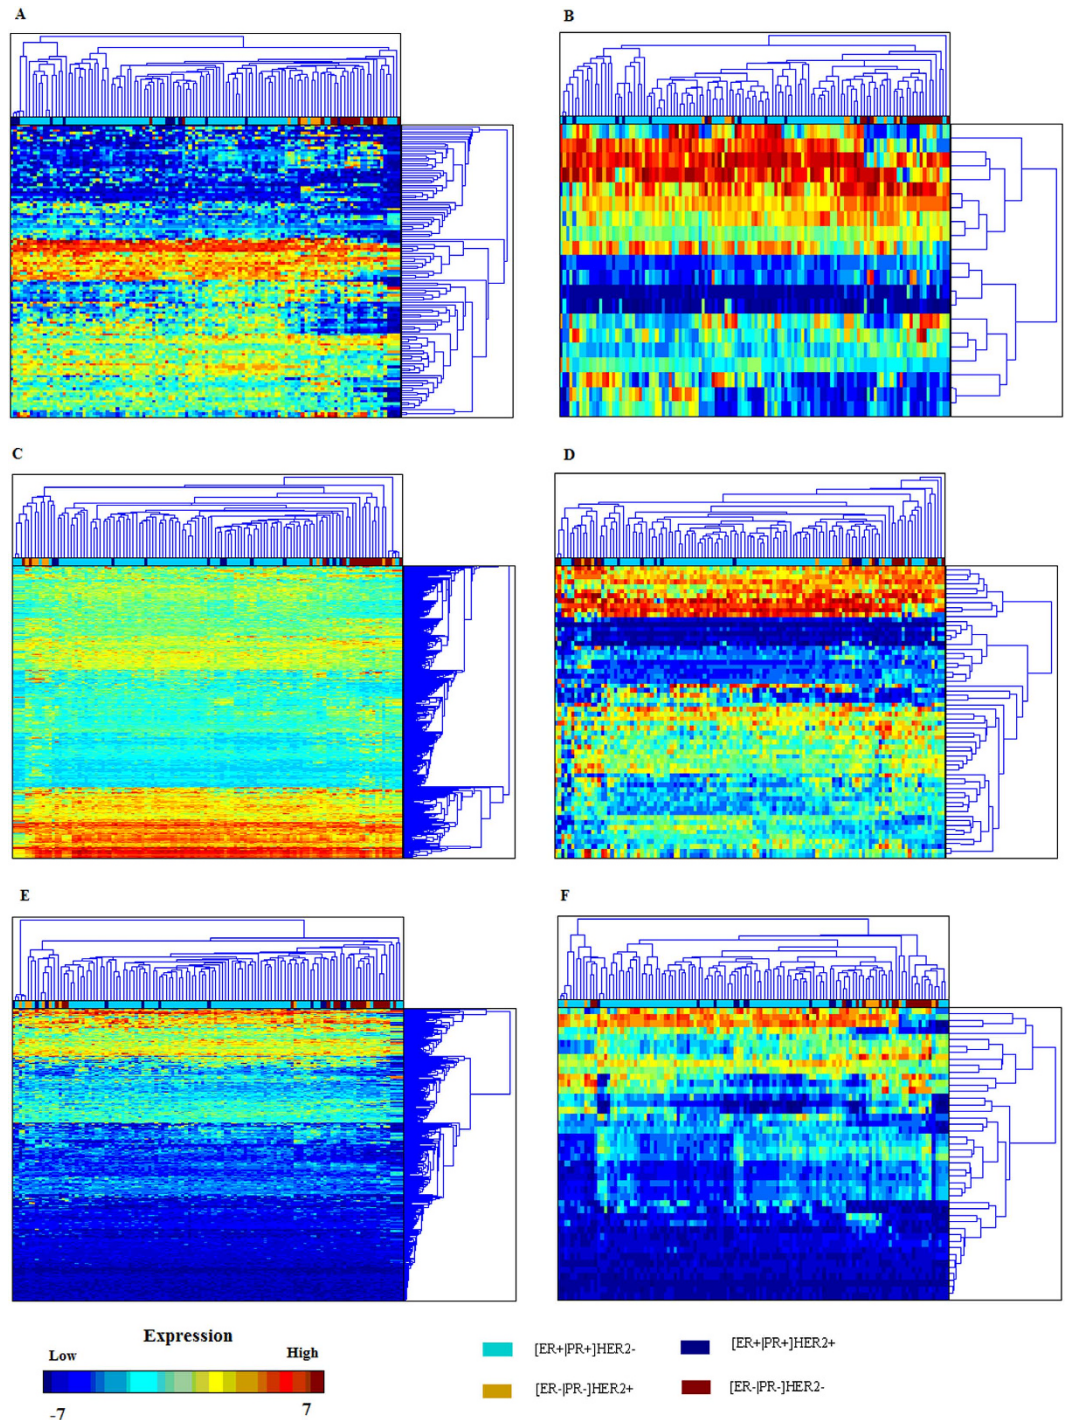 A
B
C
D
E
F
Expression
Low
High
-7
7
[ER+|PR+]HER2-
[ER+|PR+]HER2+
[ER-|PR-]HER2+
[ER-|PR-]HER2-